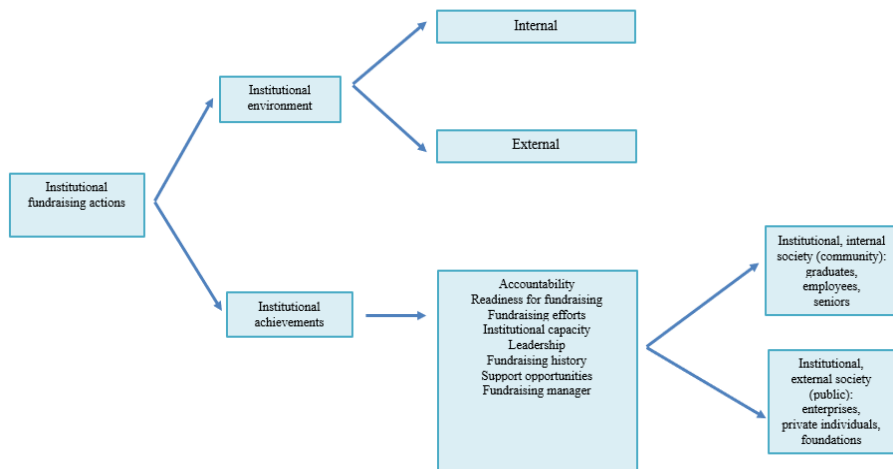 Internal
Institutional
environment
External
Institutional
fundraising actions
Institutional
achievements
Accountability
Readiness for fundraising
Fundraising efforts
Institutional capacity
Leadership
Fundraising history
Support opportunities
Fundraising manager
Institutional, internal
society (community):
graduates,
employees,
seniors
Institutional,
external society
(public):
enterprises,
private individuals,
foundations